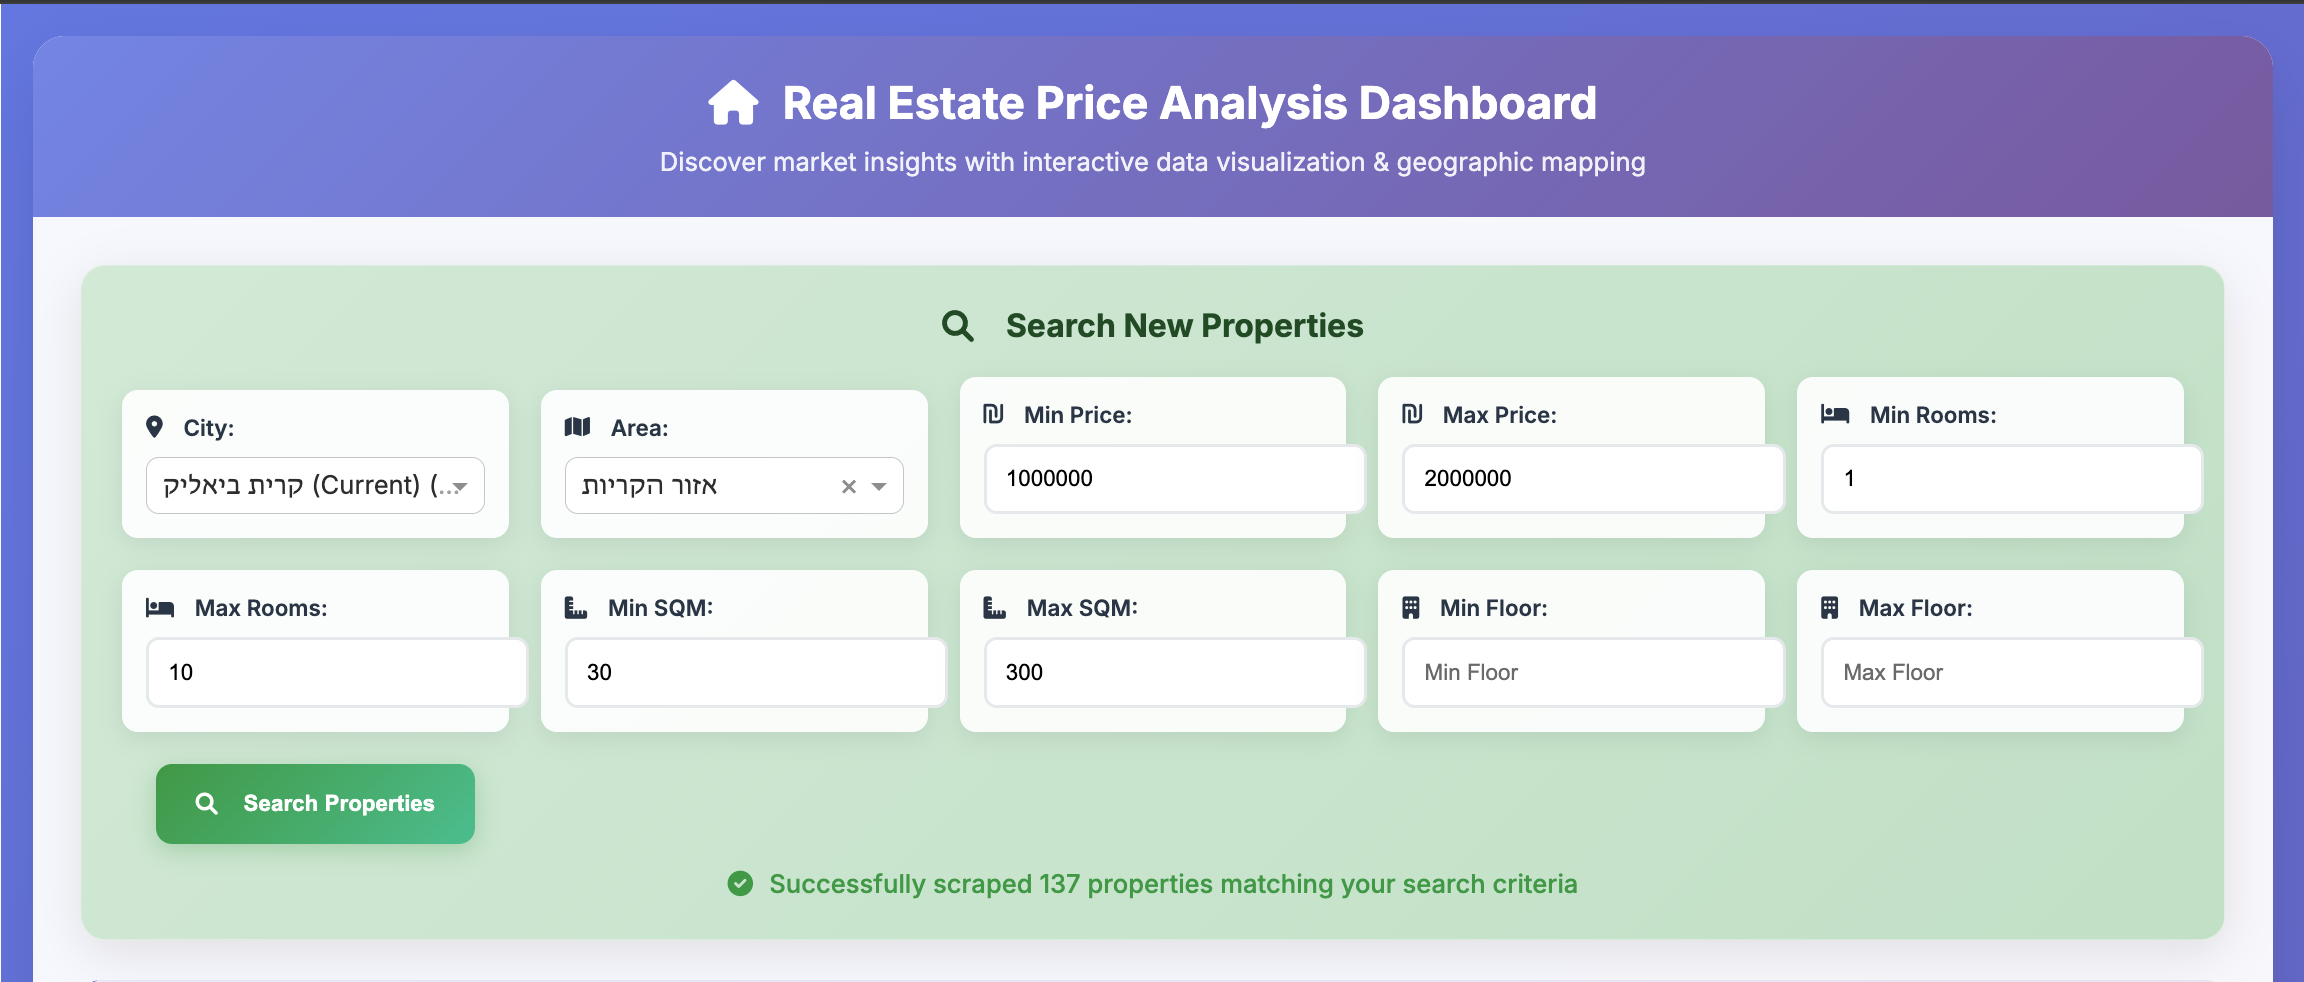 Real Estate Price Analysis Dashboard
Discover market insights with interactive data visualization & geographic mapping
Search New Properties
City:
קרית ביאליק (Current) (...
Area:
אזור הקריות
Min Price:
1000000
Max Price:
2000000
Min Rooms:
1
Max Rooms:
10
Min SQM:
30
Max SQM:
300
Min Floor:
Min Floor
Max Floor:
Max Floor
Search Properties
Successfully scraped 137 properties matching your search criteria